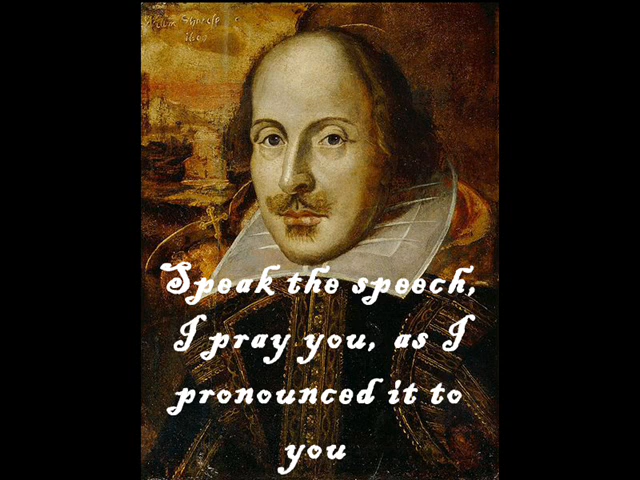 Speak the speech,
I pray you, as I
pronounced it to
you